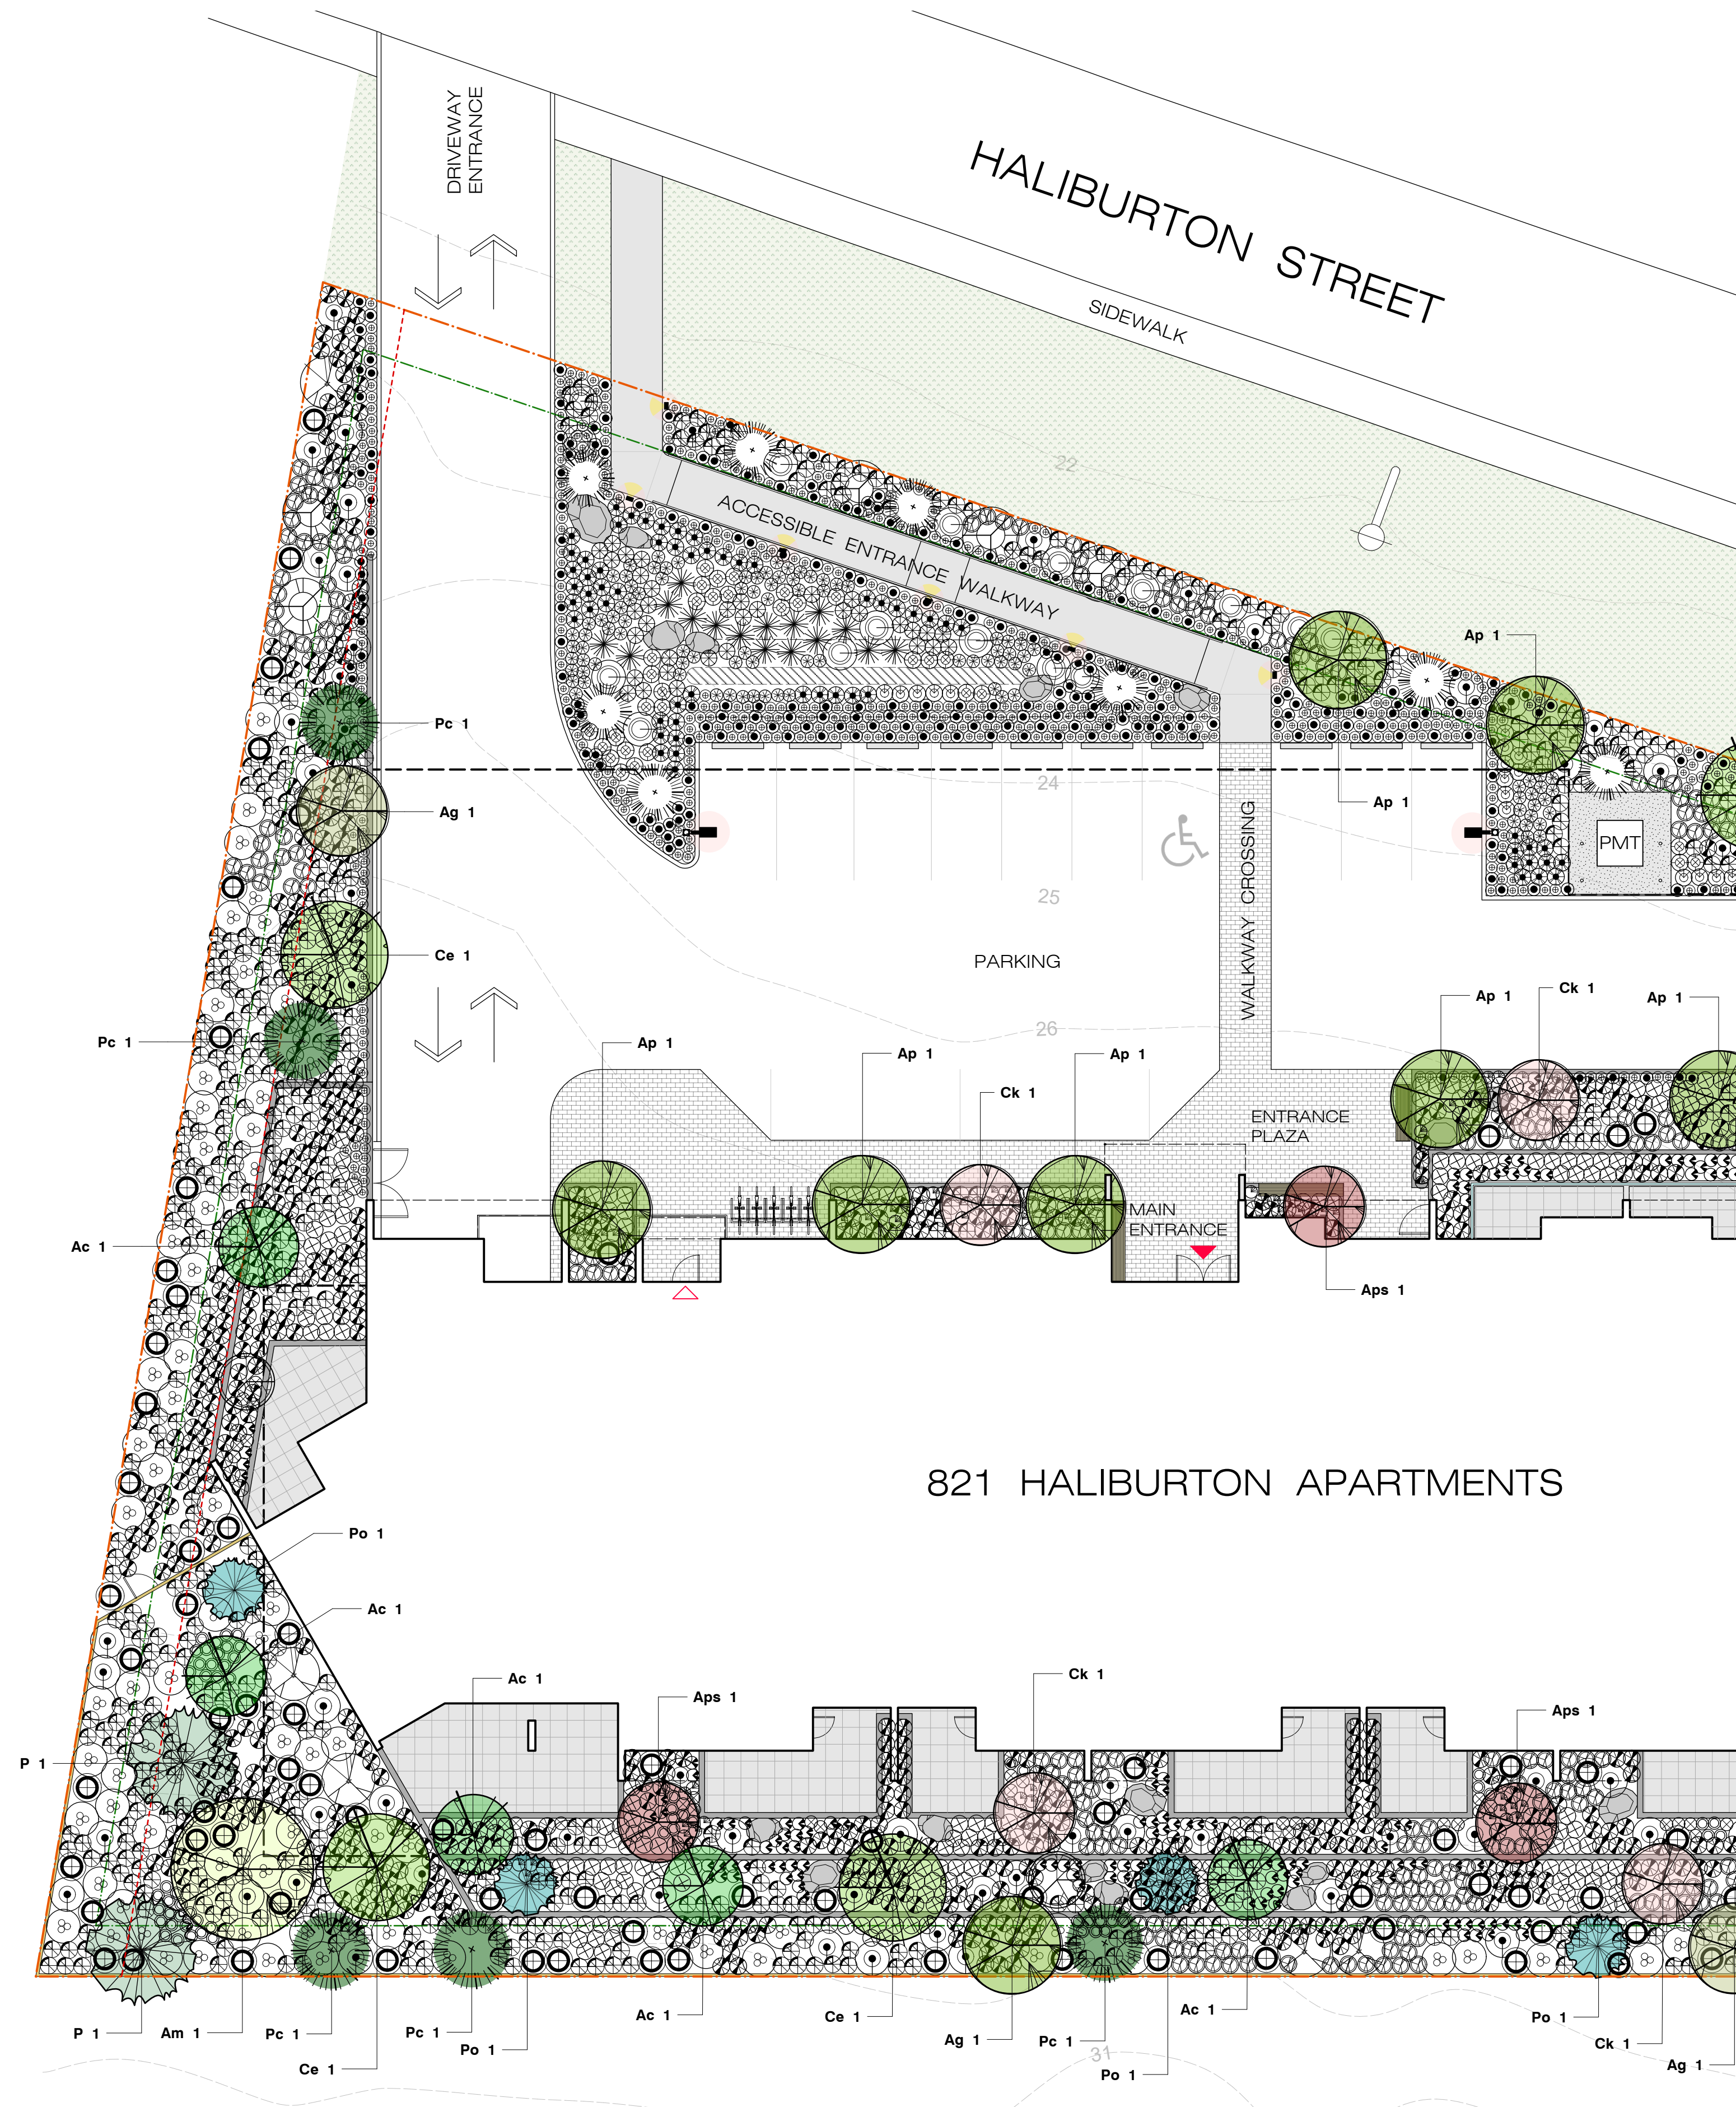 DRIVEWAY
ENTRANCE
HALIBURTON STREET
SIDEWALK
22
ACCESSIBLE ENTRANCE WALKWAY
Ap 1
Pc 1
24
Ap 1
Ag 1
PMT
WALKWAY CROSSING
25
Ce 1
PARKING
Ap 1
Ck 1
Ap 1
26
Pc 1
Ap 1
Ap 1
Ap 1
Ck 1
ENTRANCE
PLAZA
MAIN
ENTRANCE
Ac 1
Aps 1
821 HALIBURTON APARTMENTS
Po 1
Ac 1
Ac 1
Ck 1
Aps 1
Aps 1
P 1
Ac 1
Ce 1
Ac 1
Po 1
P 1
Am 1
Pc 1
Pc 1
Ag 1
Pc 1
Ck 1
Po 1
31
Ce 1
Ag 1
Po 1